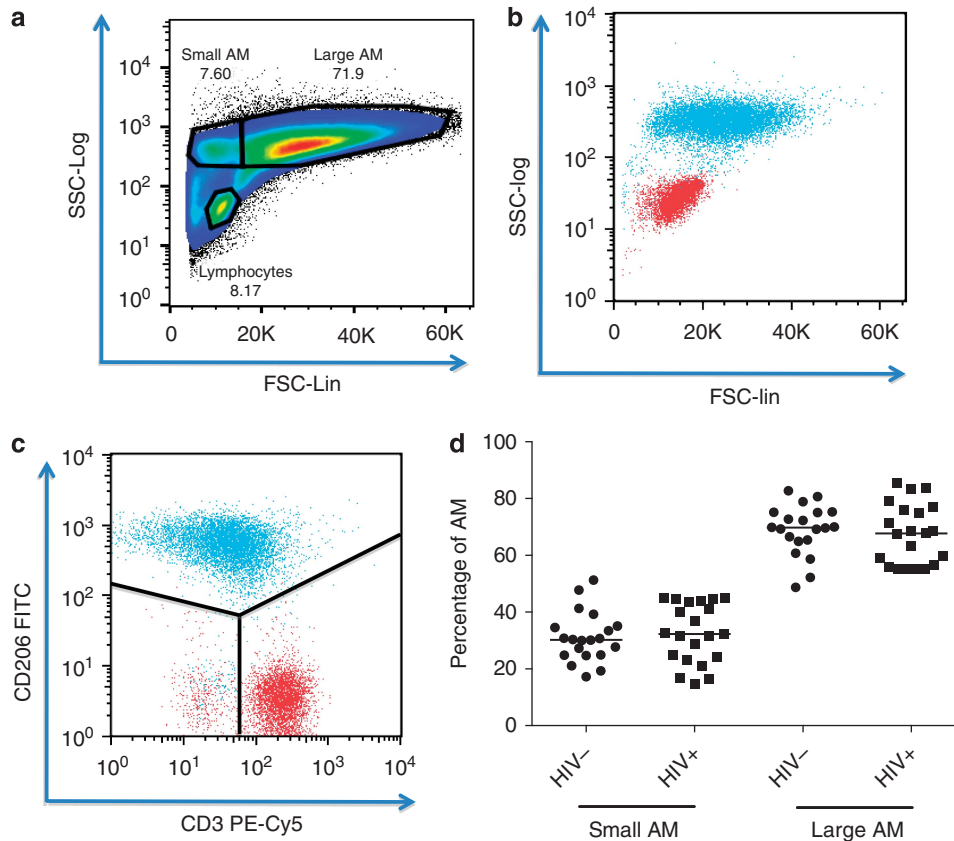 a
Small AM
7.60
Large AM
71.9
SSC-Log
10^4
10^3
10^2
10^1
10^0
Lymphocytes
8.17
0 20K 40K 60K
FSC-Lin
b
SSC-log
10^4
10^3
10^2
10^1
10^0
0 20K 40K 60K
FSC-lin
c
CD206 FITC
10^4
10^3
10^2
10^1
10^0
10^0 10^1 10^2 10^3 10^4
CD3 PE-Cy5
d
Percentage of AM
100
80
60
40
20
0
HIV– HIV+ HIV– HIV+
Small AM Large AM